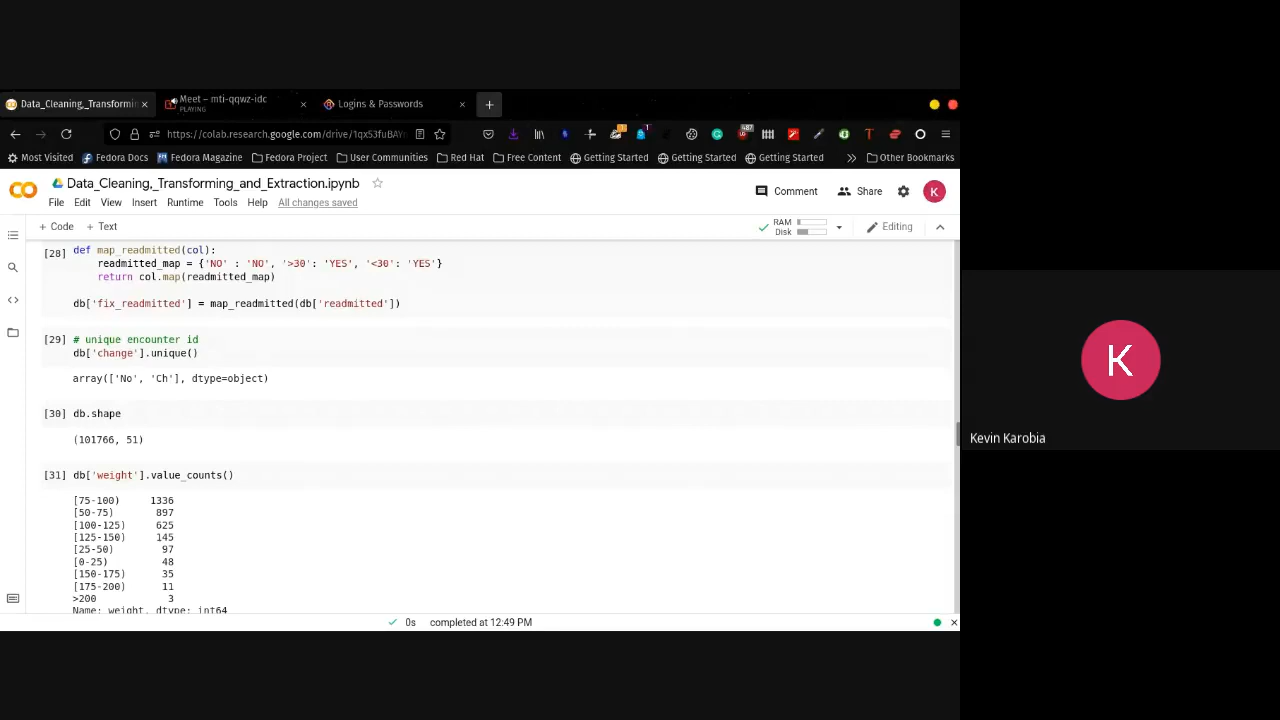 Data_Cleaning,_Transformin
Meet – mti-qqwz-idc
PLAYING
Logins & Passwords
https://colab.research.google.com/drive/1qx53fuBAY
Most Visited Fedora Docs Fedora Magazine Fedora Project User Communities Red Hat Free Content Getting Started Getting Started Getting Started Other Bookmarks
Data_Cleaning,_Transforming_and_Extraction.ipynb
Comment Share K
File Edit View Insert Runtime Tools Help All changes saved
+ Code + Text
RAM
Disk
Editing
[28] def map_readmitted(col):
readmitted_map = {'NO' : 'NO', '>30': 'YES', '<30': 'YES'}
return col.map(readmitted_map)
db['fix_readmitted'] = map_readmitted(db['readmitted'])
[29] # unique encounter id
db['change'].unique()
array(['No', 'Ch'], dtype=object)
[30] db.shape
(101766, 51)
[31] db['weight'].value_counts()
[75-100) 1336
[50-75) 897
[100-125) 625
[125-150) 145
[25-50) 97
[0-25) 48
[150-175) 35
[175-200) 11
>200 3
Name: weight, dtype: int64
0s completed at 12:49 PM
K
Kevin Karobia